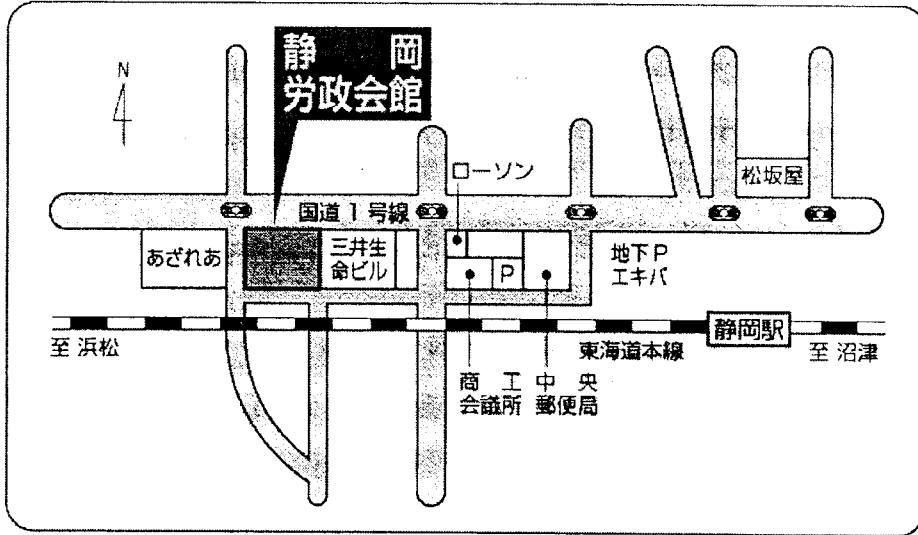 静岡
労政会館
N
ローソン
松坂屋
国道1号線
あざれあ
三井生
命ビル
P
地下P
エキパ
静岡駅
至 浜松
東海道本線
至 沼津
商工
会議所
中央
郵便局